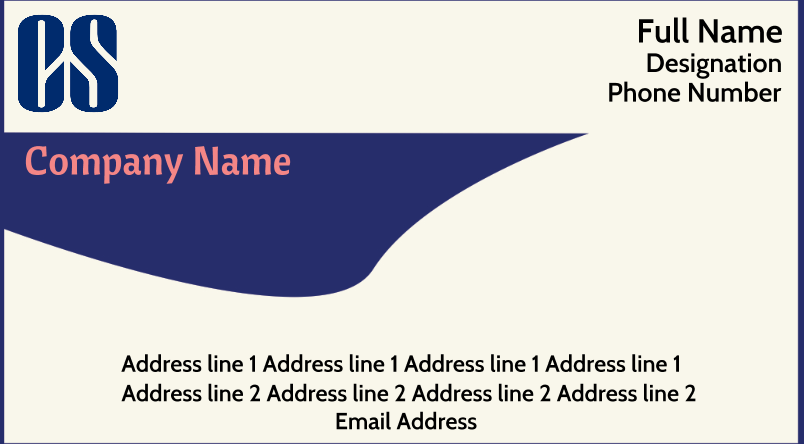 CS
Full Name
Designation
Phone Number
Company Name
Address line 1 Address line 1 Address line 1 Address line 1
Address line 2 Address line 2 Address line 2 Address line 2
Email Address